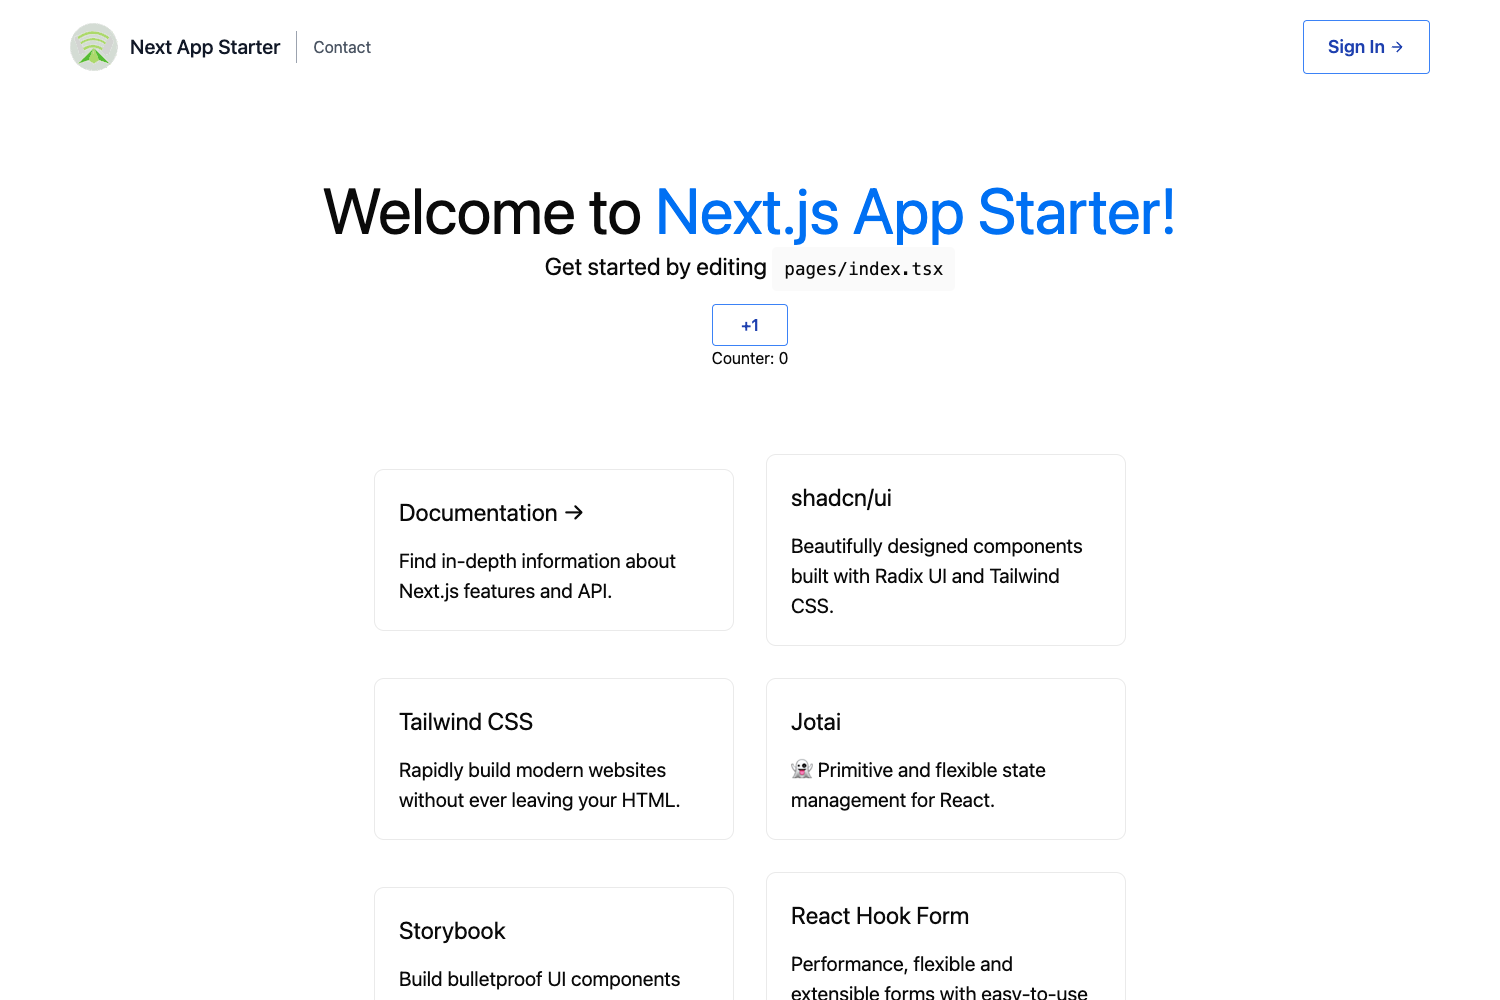 Next App Starter
Contact
Sign In →
Welcome to Next.js App Starter!
Get started by editing pages/index.tsx
+1
Counter: 0
Documentation →
Find in-depth information about
Next.js features and API.
shadcn/ui
Beautifully designed components
built with Radix UI and Tailwind
CSS.
Tailwind CSS
Rapidly build modern websites
without ever leaving your HTML.
Jotai
👻 Primitive and flexible state
management for React.
Storybook
Build bulletproof UI components
React Hook Form
Performance, flexible and
extensible forms with easy-to-use